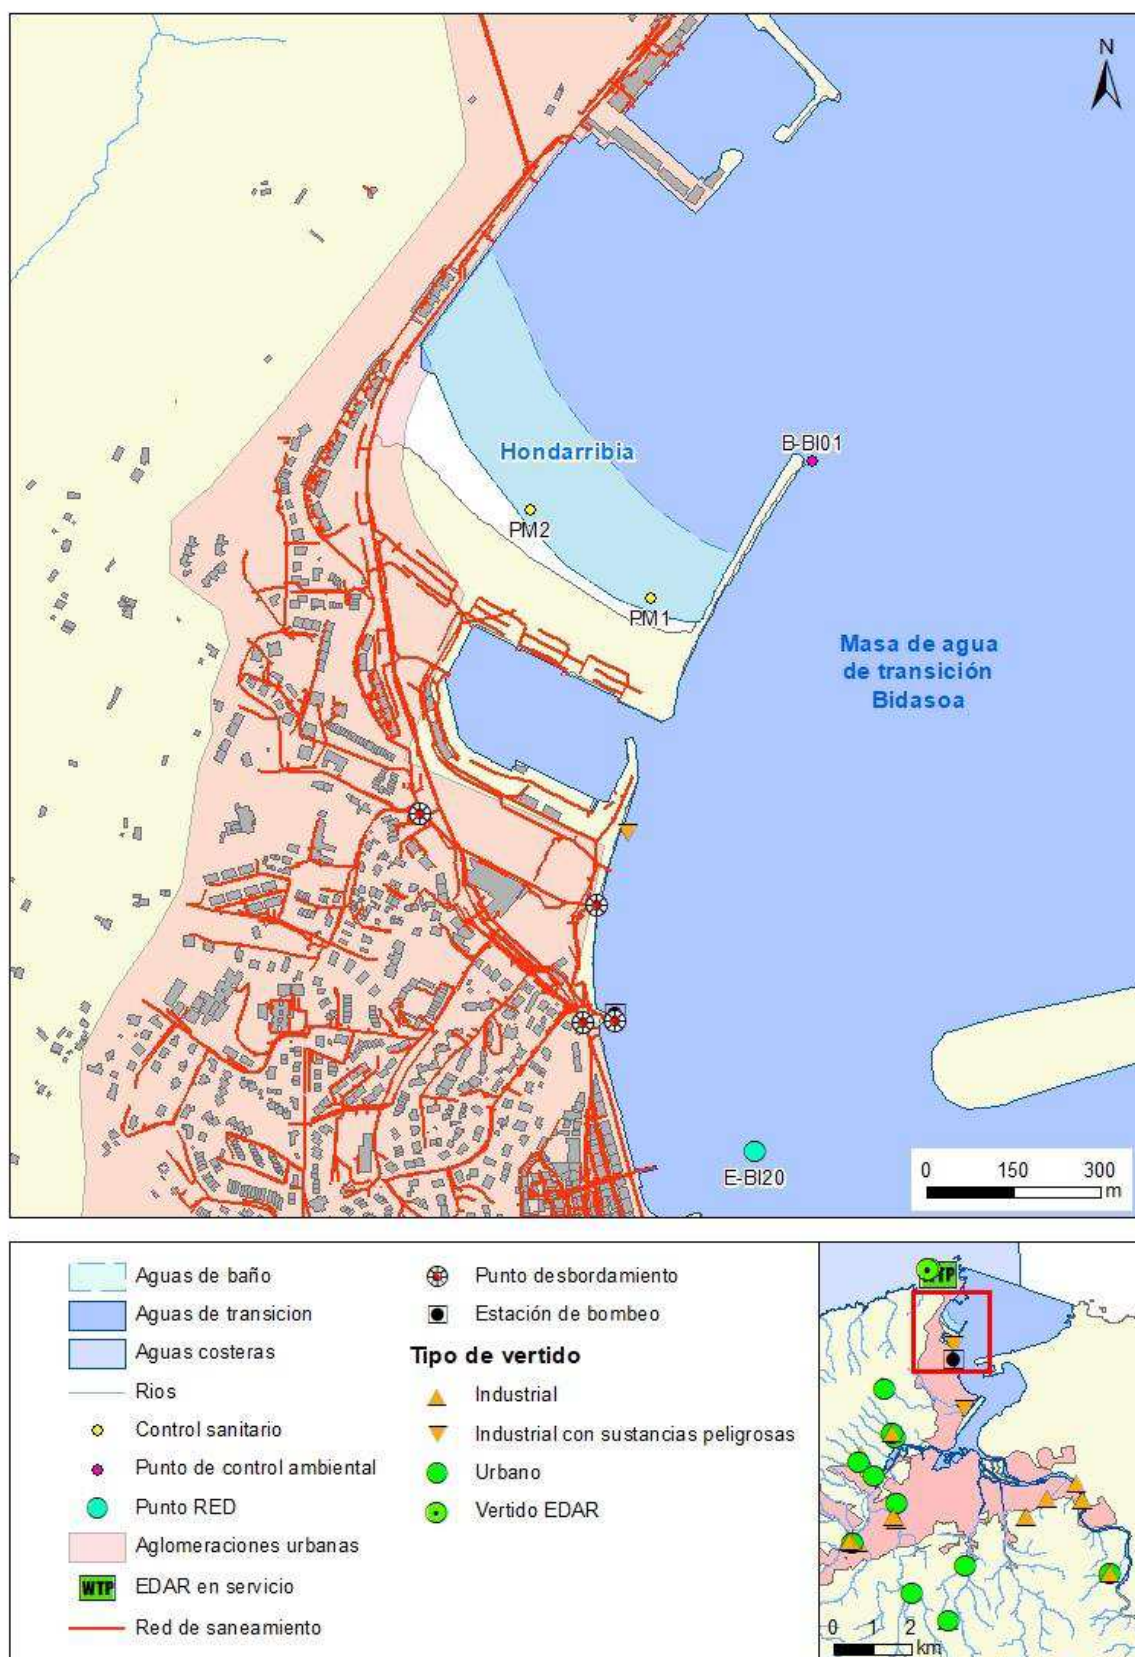 N
B-BI01
Hondarribia
PM2
PM1
Masa de agua
de transición
Bidasoa
E-BI20
0 150 300
m
Aguas de baño
Aguas de transicion
Aguas costeras
Rios
Control sanitario
Punto de control ambiental
Punto RED
Aglomeraciones urbanas
WTP EDAR en servicio
Red de saneamiento
Punto desbordamiento
Estación de bombeo
Tipo de vertido
Industrial
Industrial con sustancias peligrosas
Urbano
Vertido EDAR
WTP
0 1 2
km